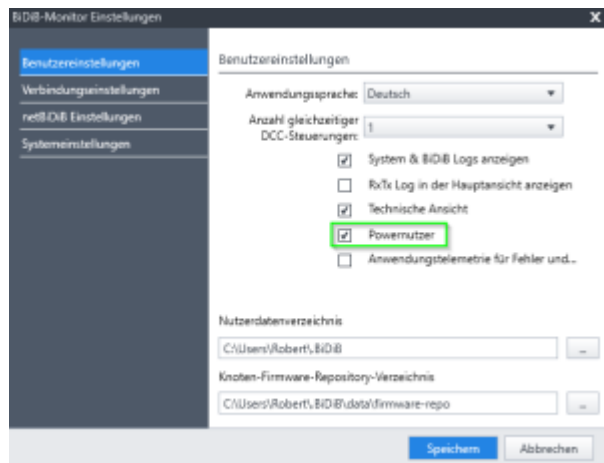 BiDiB-Monitor Einstellungen
Benutzereinstellungen
Verbindungseinstellungen
netBiDiB Einstellungen
Systemeinstellungen
Benutzereinstellungen
Anwendungssprache: Deutsch
Anzahl gleichzeitiger
DCC-Steuerungen: 1
System & BiDiB Logs anzeigen
RxTx Log in der Hauptansicht anzeigen
Technische Ansicht
Powernutzer
Anwendungstelemetrie für Fehler und...
Nutzerdatenverzeichnis
C:\Users\Robert\.BiDiB
...
Knoten-Firmware-Repository-Verzeichnis
C:\Users\Robert\.BiDiB\data\firmware-repo
...
Speichern Abbrechen